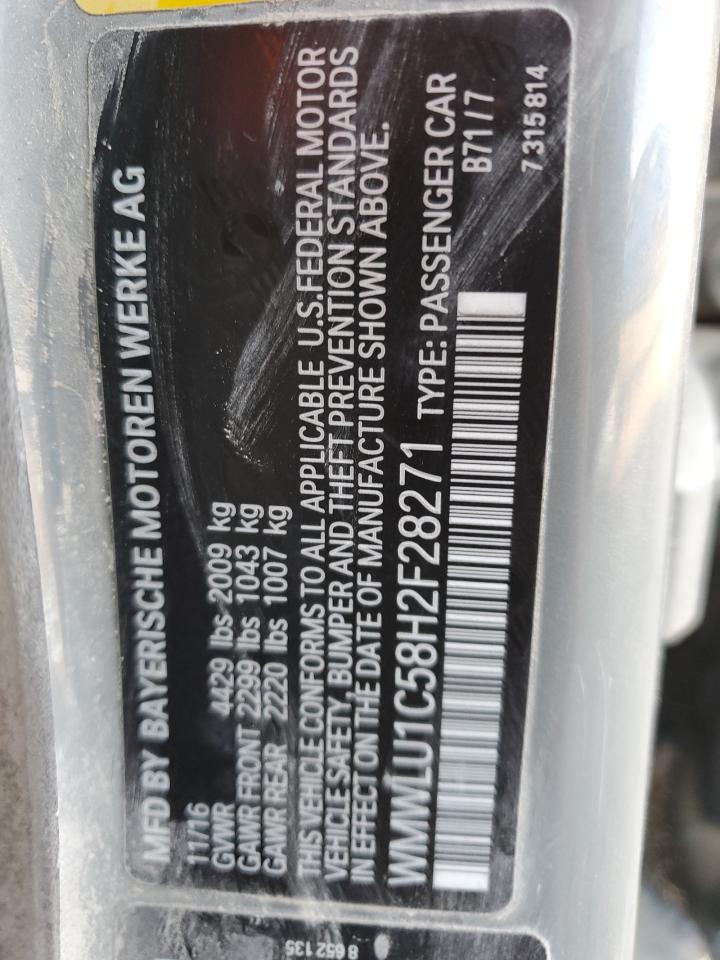 MFD BY BAYERISCHE MOTOREN WERKE AG
11/16
GVWR 4429 lbs 2009 kg
GAWR FRONT 2299 lbs 1043 kg
GAWR REAR 2220 lbs 1007 kg
THIS VEHICLE CONFORMS TO ALL APPLICABLE U.S.FEDERAL MOTOR
VEHICLE SAFETY, BUMPER AND THEFT PREVENTION STANDARDS
IN EFFECT ON THE DATE OF MANUFACTURE SHOWN ABOVE.
WMWLU1C58H2F28271 TYPE: PASSENGER CAR
B71 / 7
7 315 814
8 652 135